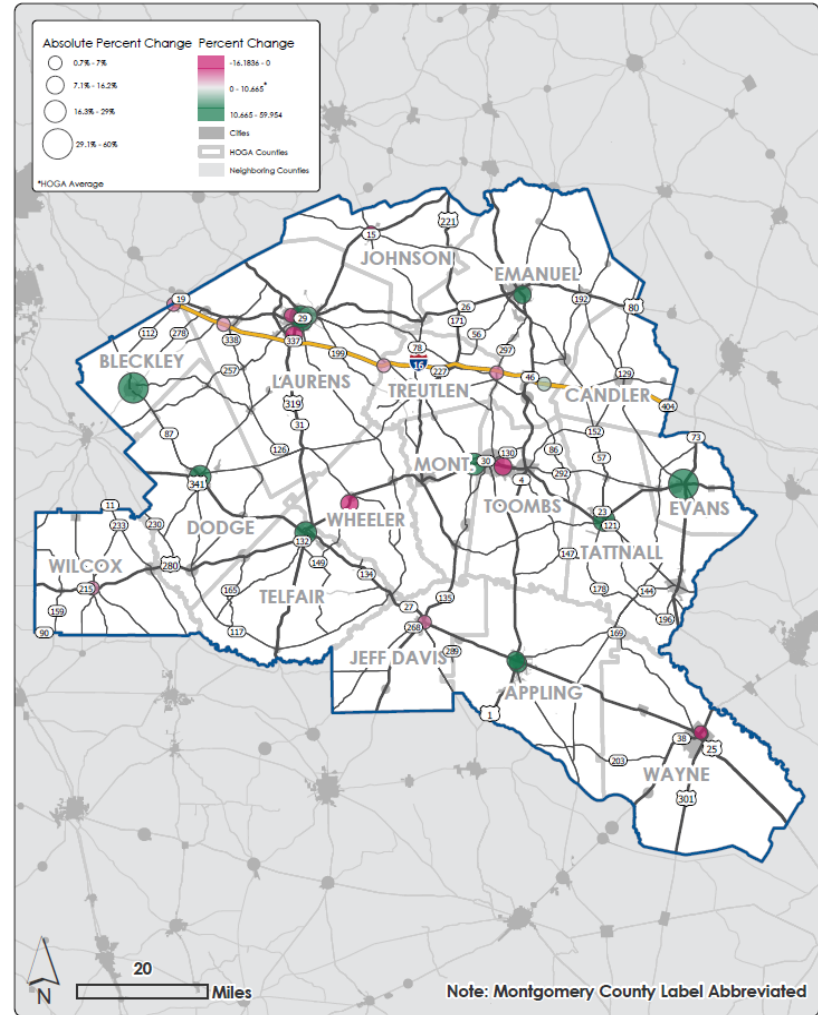 Absolute Percent Change
0.7% - 7%
7.1% - 16.2%
16.3% - 29%
29.1% - 60%
*HOGA Average
Percent Change
-16.1836 - 0
0 - 10.665*
10.665 - 59.954
Cities
HOGA Counties
Neighboring Counties
221
15
JOHNSON
EMANUEL
19
192
80
26
29
171
112
278
338
337
56
78
297
199
16
227
46
129
BLECKLEY
257
LAURENS
TREUTLEN
CANDLER
319
404
31
87
152
73
126
86
57
MONT.
30
130
292
341
4
11
TOOMBS
EVANS
233
230
DODGE
WHEELER
23
121
132
TATTNALL
WILCOX
280
149
147
134
215
165
TELFAIR
178
144
159
27
135
196
90
117
268
169
JEFF DAVIS
289
APPLING
1
38
25
203
WAYNE
301
20
Miles
N
Note: Montgomery County Label Abbreviated